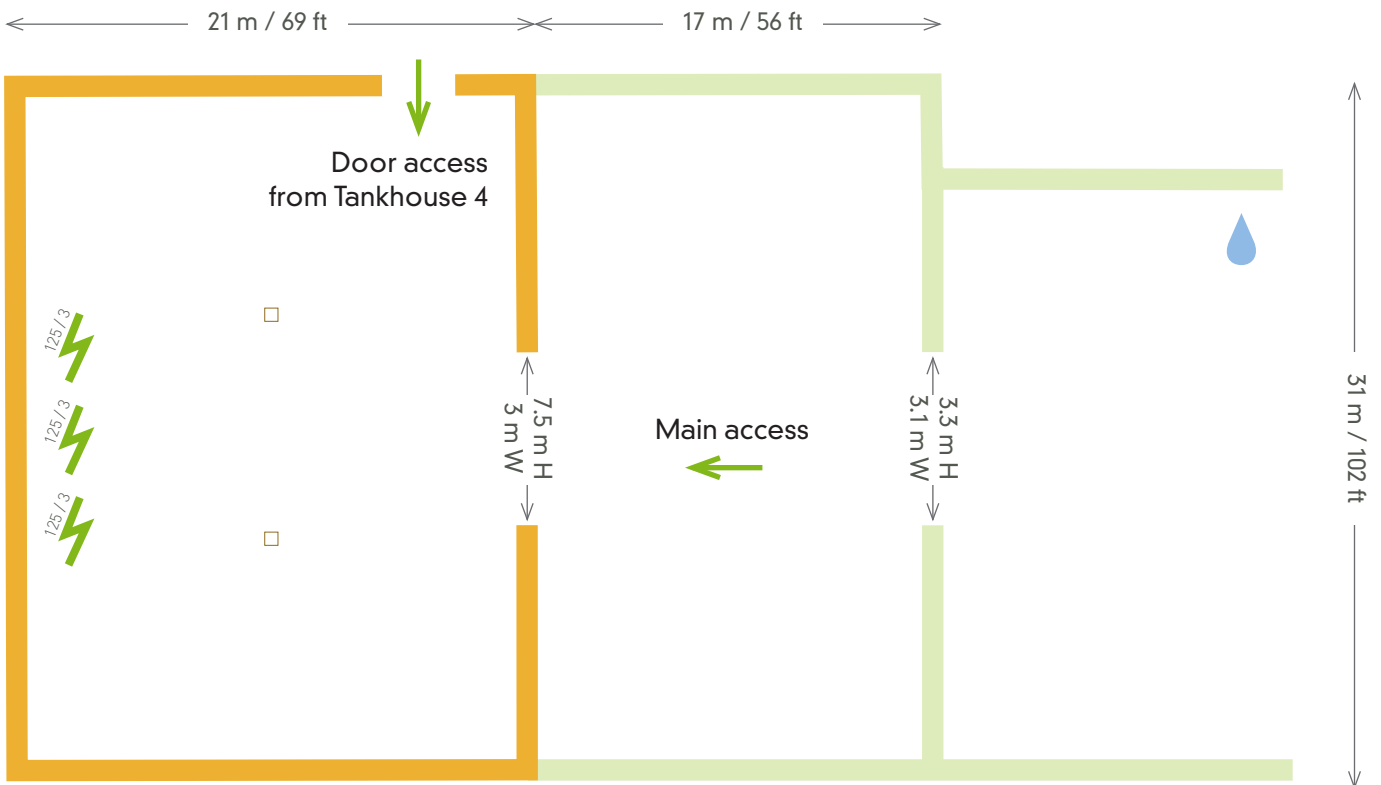 21 m / 69 ft
17 m / 56 ft
Door access
from Tankhouse 4
125 / 3
125 / 3
125 / 3
7.5 m H
3 m W
Main access
3.3 m H
3.1 m W
31 m / 102 ft